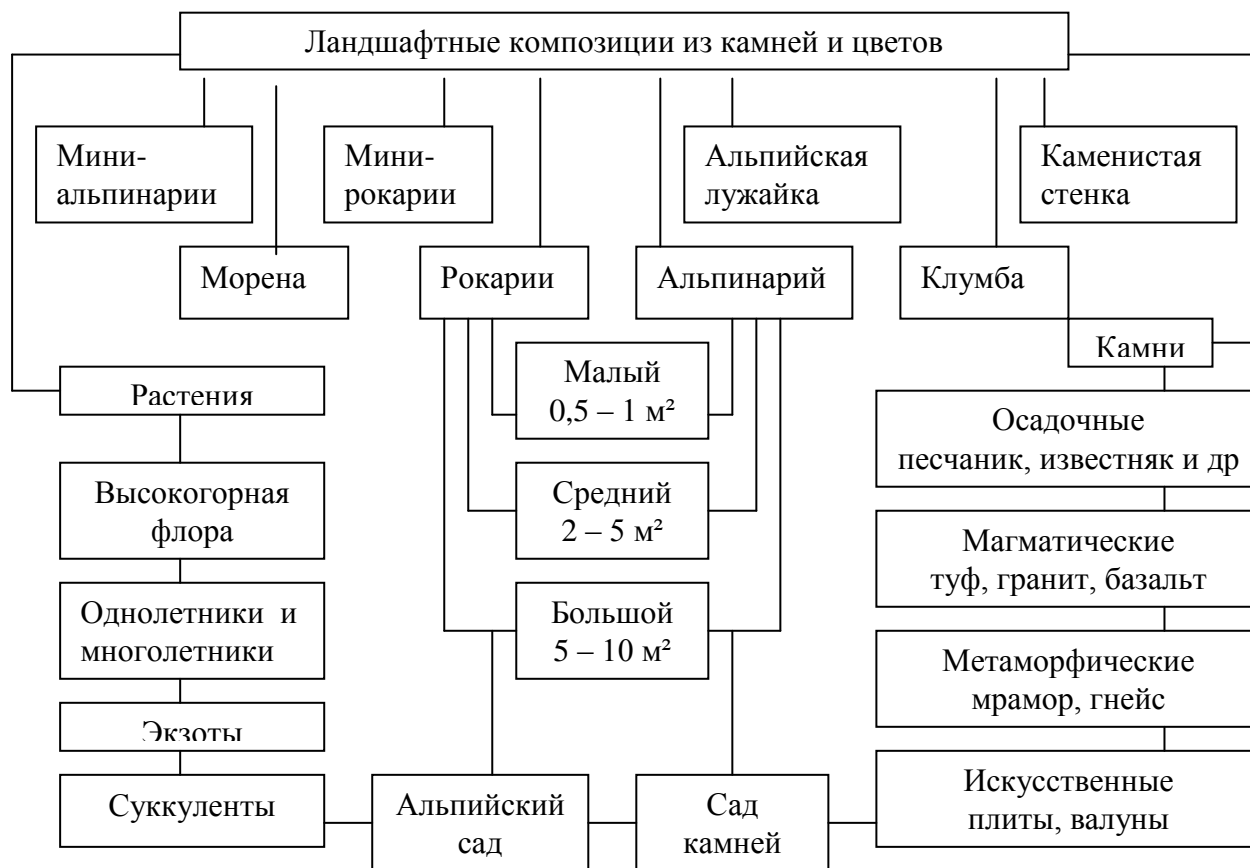 Ландшафтные композиции из камней и цветов
Мини-
альпинарии
Мини-
рокарии
Альпийская
лужайка
Каменистая
стенка
Морена
Рокарии
Альпинарий
Клумба
Камни
Малый
0,5 – 1 м²
Растения
Осадочные
песчаник, известняк и др
Высокогорная
флора
Средний
2 – 5 м²
Магматические
туф, гранит, базальт
Однолетники и
многолетники
Большой
5 – 10 м²
Метаморфические
мрамор, гнейс
Экзоты
Суккуленты
Альпийский
сад
Сад
камней
Искусственные
плиты, валуны